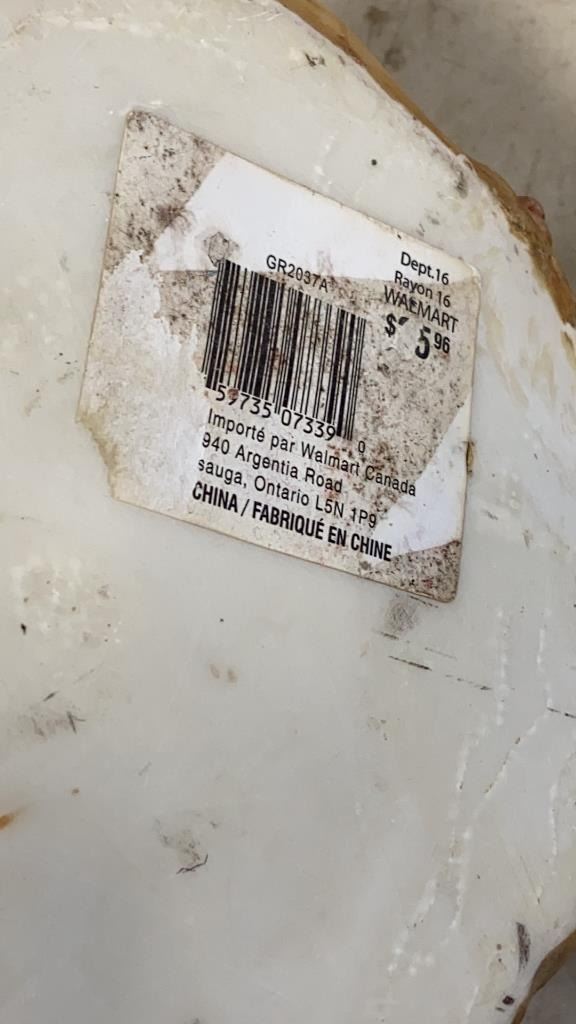 GR2037A
Dept.16
Rayon 16
WALMART
$ 5 96
59735 07339 0
Importé par Walmart Canada
940 Argentia Road
sauga, Ontario L5N 1P9
CHINA / FABRIQUÉ EN CHINE